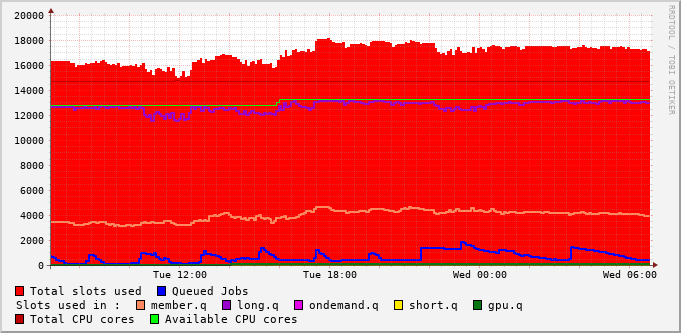 20000
18000
16000
14000
12000
10000
8000
6000
4000
2000
0
Tue 12:00 Tue 18:00 Wed 00:00 Wed 06:00
Total slots used Queued Jobs
Slots used in : member.q long.q ondemand.q short.q gpu.q
Total CPU cores Available CPU cores
RRDTOOL / TOBI OETIKER